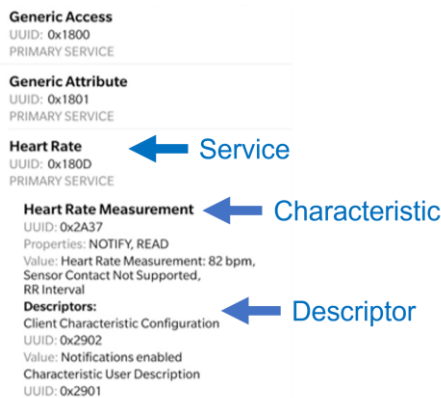 Generic Access
UUID: 0x1800
PRIMARY SERVICE
Generic Attribute
UUID: 0x1801
PRIMARY SERVICE
Heart Rate
Service
UUID: 0x180D
PRIMARY SERVICE
Heart Rate Measurement
Characteristic
UUID: 0x2A37
Properties: NOTIFY, READ
Value: Heart Rate Measurement: 82 bpm,
Sensor Contact Not Supported,
RR Interval
Descriptors:
Descriptor
Client Characteristic Configuration
UUID: 0x2902
Value: Notifications enabled
Characteristic User Description
UUID: 0x2901